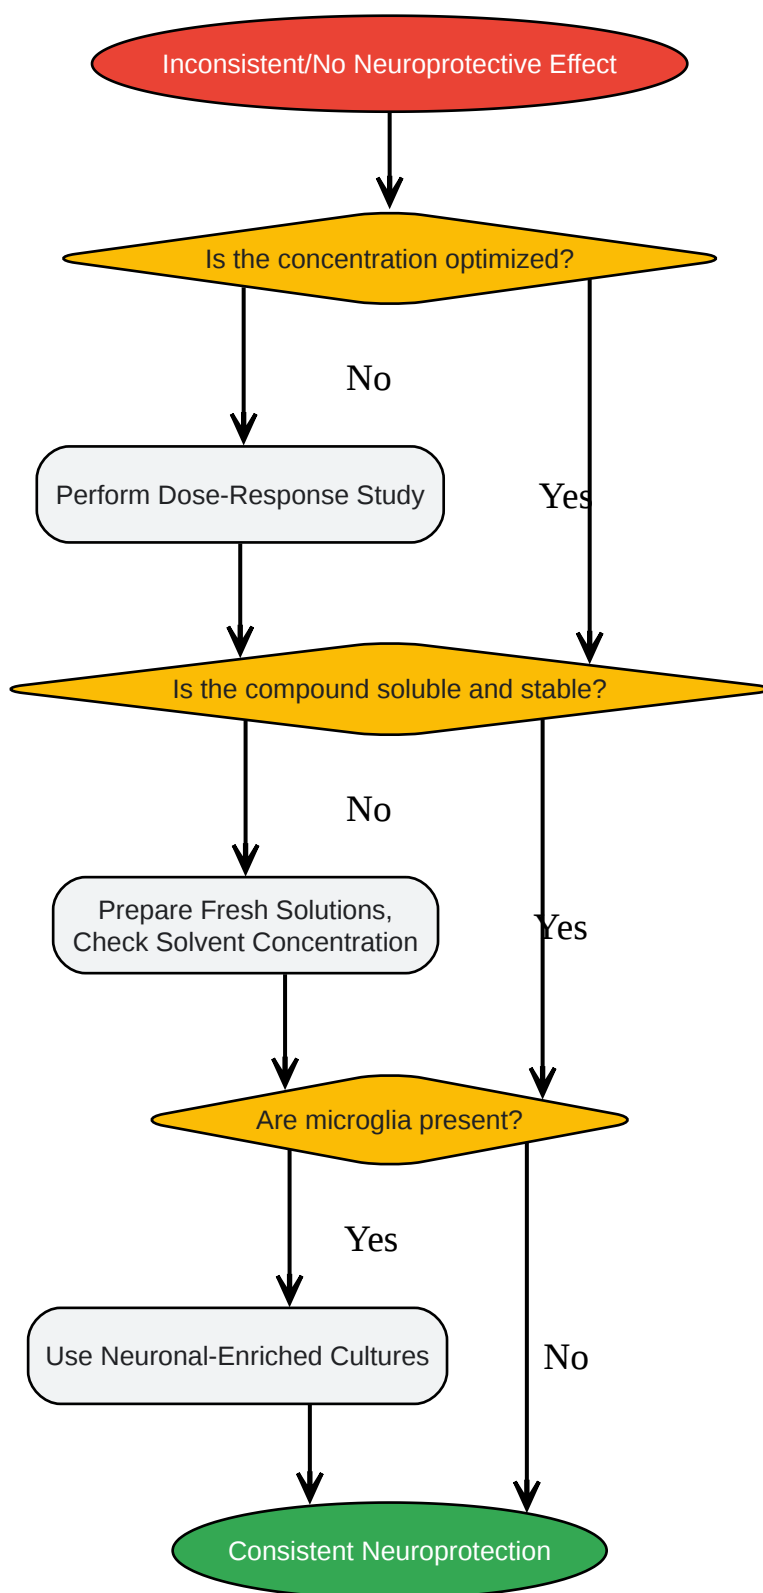 Inconsistent/No Neuroprotective Effect
Is the concentration optimized?
No
Perform Dose-Response Study
Yes
Is the compound soluble and stable?
No
Prepare Fresh Solutions,
Check Solvent Concentration
Yes
Are microglia present?
Yes
Use Neuronal-Enriched Cultures
No
Consistent Neuroprotection